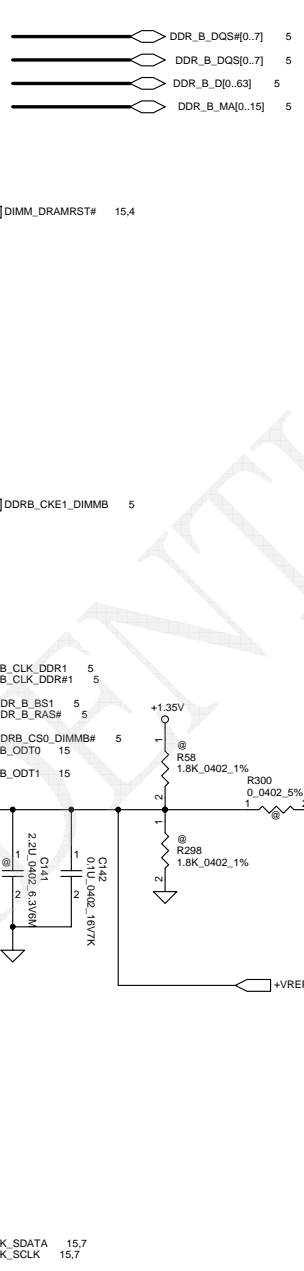 DDR_B_DQS#[0..7] 5
DDR_B_DQS[0..7] 5
DDR_B_D[0..63] 5
DDR_B_MA[0..15] 5
DIMM_DRAMRST# 15,4
DDRB_CKE1_DIMMB 5
B_CLK_DDR1 5
B_CLK_DDR#1 5
DR_B_BS1 5
DR_B_RAS# 5
DRB_CS0_DIMMB# 5
B_ODT0 15
B_ODT1 15
+1.35V
1
@
R58
1.8K_0402_1%
2
R300
0_0402_5%
1
@
2
1
@
R298
1.8K_0402_1%
2
@
1
2
C141
2.2U_0402_6.3V6M
1
2
C142
0.1U_0402_16V7K
+VREF
K_SDATA 15,7
K_SCLK 15,7